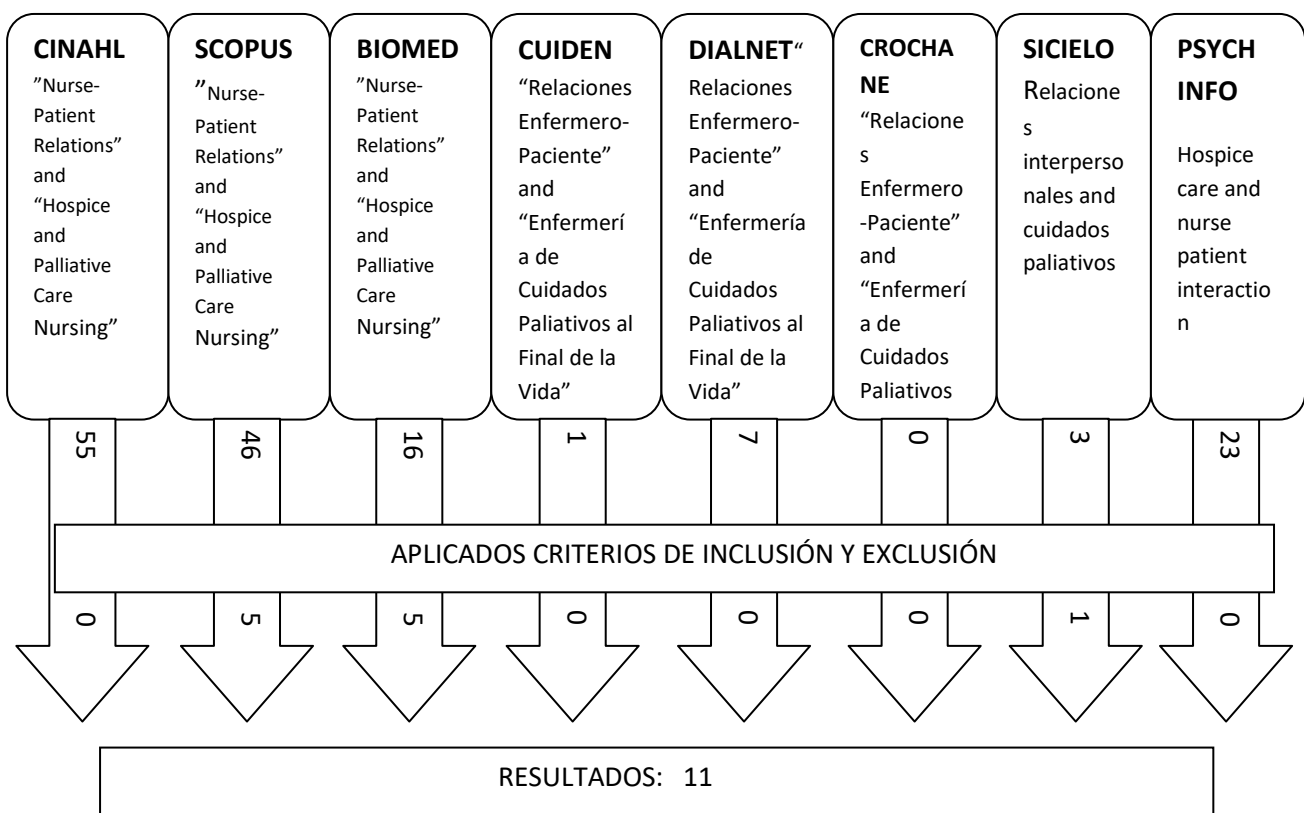 CINAHL
”Nurse-
Patient
Relations”
and
“Hospice
and
Palliative
Care
Nursing”
SCOPUS
”Nurse-
Patient
Relations”
and
“Hospice
and
Palliative
Care
Nursing”
BIOMED
”Nurse-
Patient
Relations”
and
“Hospice
and
Palliative
Care
Nursing”
CUIDEN
“Relaciones
Enfermero-
Paciente”
and
“Enfermerí
a de
Cuidados
Paliativos al
Final de la
Vida”
DIALNET“
Relaciones
Enfermero-
Paciente”
and
“Enfermería
de
Cuidados
Paliativos al
Final de la
Vida”
CROCHA
NE
“Relacione
s
Enfermero
-Paciente”
and
“Enfermerí
a de
Cuidados
Paliativos
SICIELO
Relacione
s
interperso
nales and
cuidados
paliativos
PSYCH
INFO
Hospice
care and
nurse
patient
interactio
n
55
46
16
1
7
0
3
23
APLICADOS CRITERIOS DE INCLUSIÓN Y EXCLUSIÓN
0
5
5
0
0
0
1
0
RESULTADOS: 11